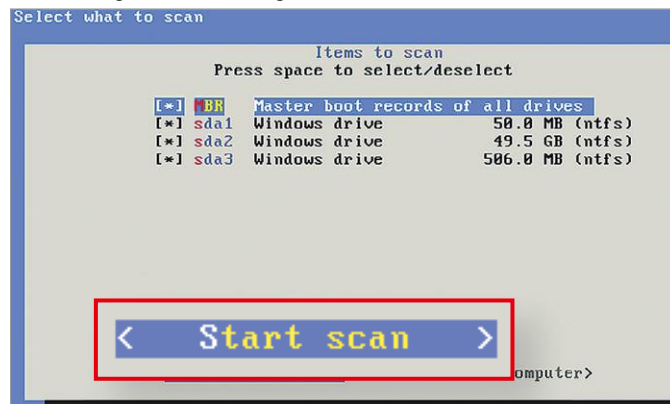 Select what to scan
Items to scan
Press space to select/deselect
[*] MBR Master boot records of all drives
[*] sda1 Windows drive 50.0 MB (ntfs)
[*] sda2 Windows drive 49.5 GB (ntfs)
[*] sda3 Windows drive 506.0 MB (ntfs)
< Start scan >
omputer>